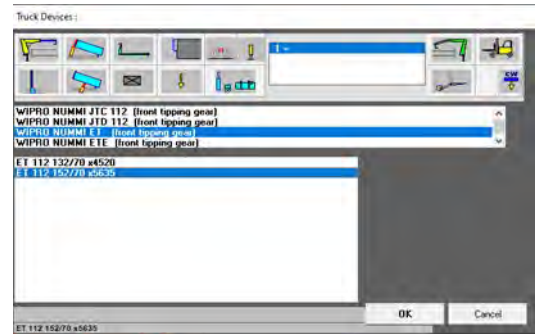 Truck Devices :
1 -
CW
WIPRO NUMMI JTC 112 (front tipping gear)
WIPRO NUMMI JTD 112 (front tipping gear)
WIPRO NUMMI ET (front tipping gear)
WIPRO NUMMI ETE (front tipping gear)
ET 112 132/70 x4520
ET 112 152/70 x5635
OK
Cancel
ET 112 152/70 x5635